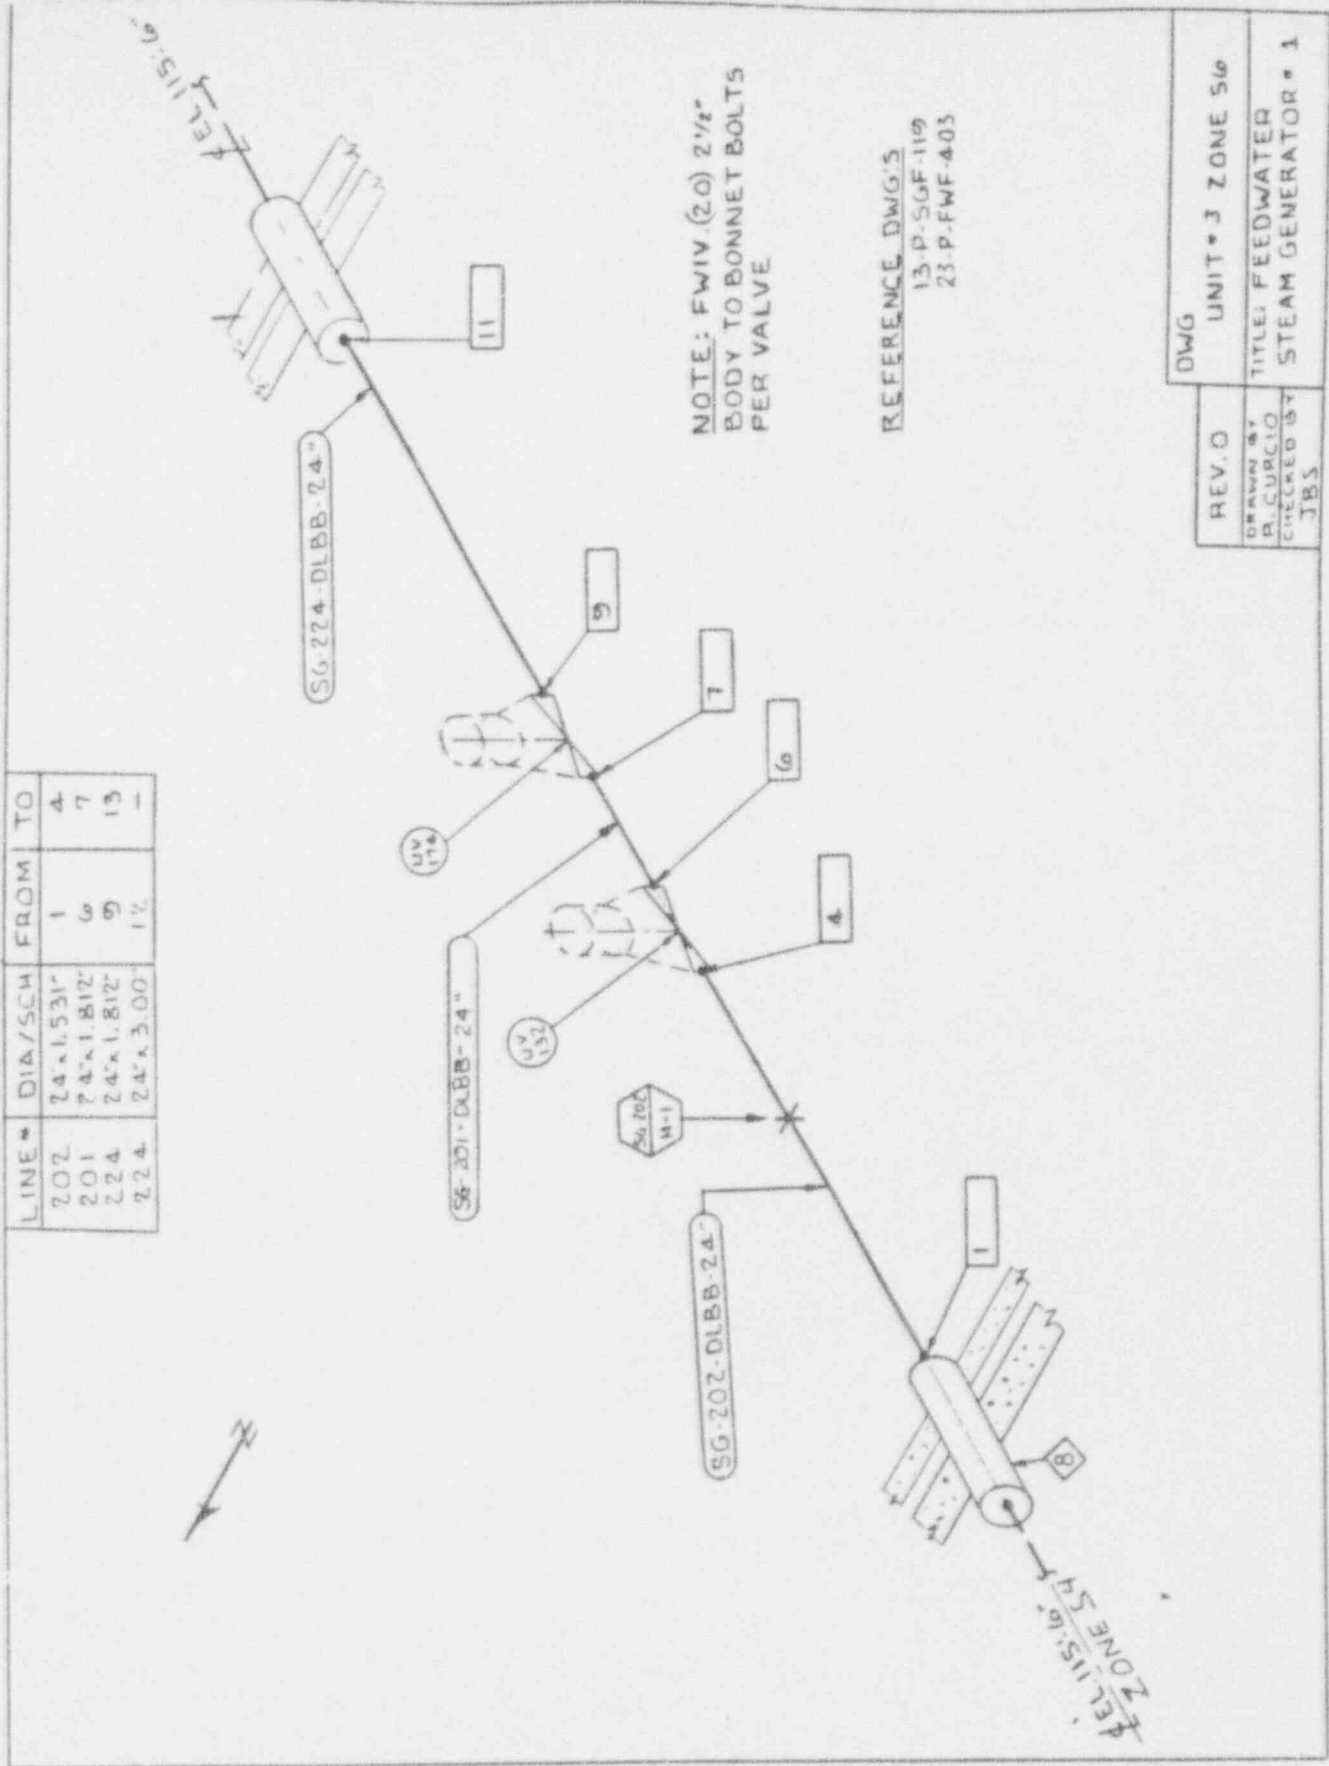 LINE # DIA/SCH FROM TO
202 24"x1.531" 1 4
201 24"x1.812" 6 7
224 24"x1.812" 9 13
224 24"x3.00" 12 —
N
₵ EL 115'-6"
SG-224-DLBB-24"
11
9
UV
174
SG-201-DLBB-24"
7
6
UV
132
4
SG 202
H-1
SG-202-DLBB-24"
1
8
₵ EL 115'-6"
ZONE 54
NOTE: FWIV (20) 2 1/2"
BODY TO BONNET BOLTS
PER VALVE
REFERENCE DWG'S
13-P-SGF-119
23-P-FWF-403
DWG
REV. 0 UNIT #3 ZONE 56
DRAWN BY
R. CURCIO
CHECKED BY
JBS
TITLE: FEEDWATER
STEAM GENERATOR # 1